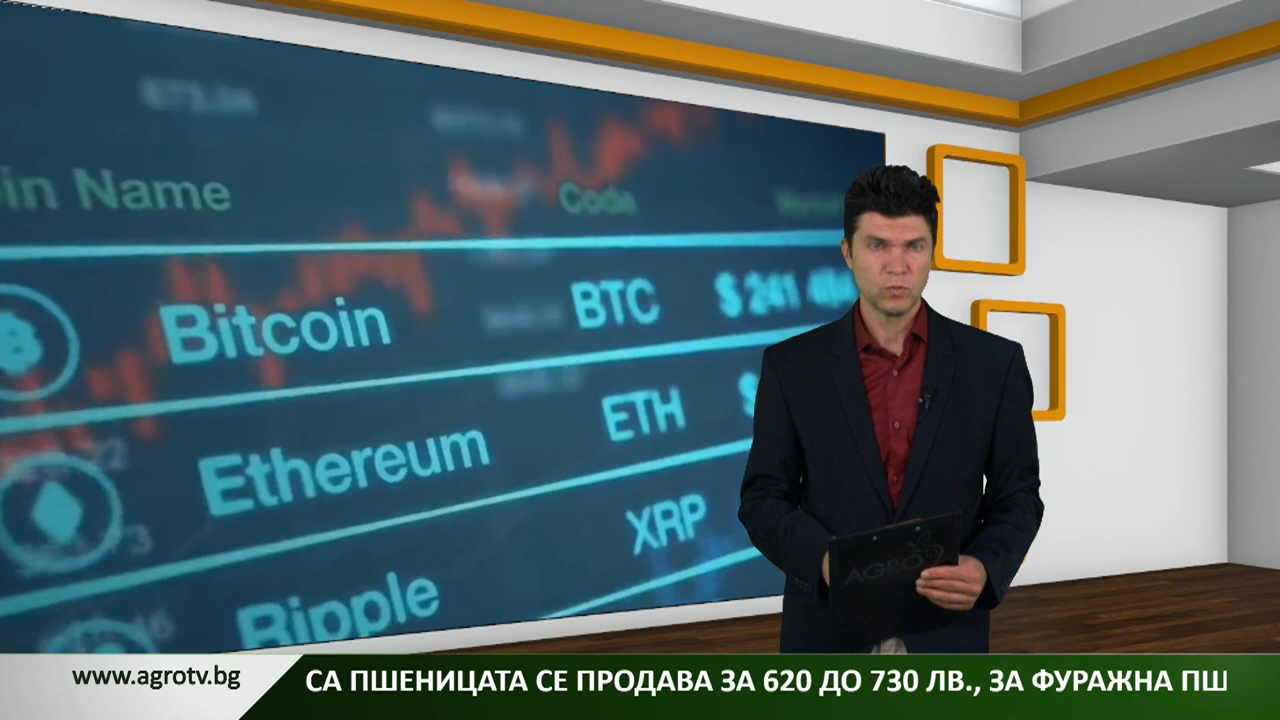 in Name
Code
Bitcoin
BTC
Ethereum
ETH
XRP
Ripple
AGRO
www.agrotv.bg
СА ПШЕНИЦАТА СЕ ПРОДАВА ЗА 620 ДО 730 ЛВ., ЗА ФУРАЖНА ПШ